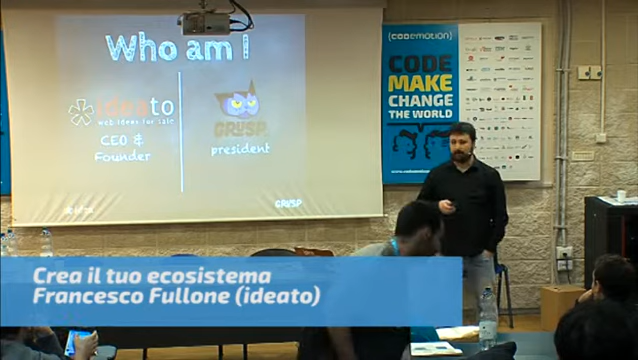 Who am I
ideato
web ideas for sale
CEO &
Founder
GRUSP
president
GRUSP
{codemotion}
CODE
MAKE
CHANGE
THE WORLD
Crea il tuo ecosistema
Francesco Fullone (ideato)